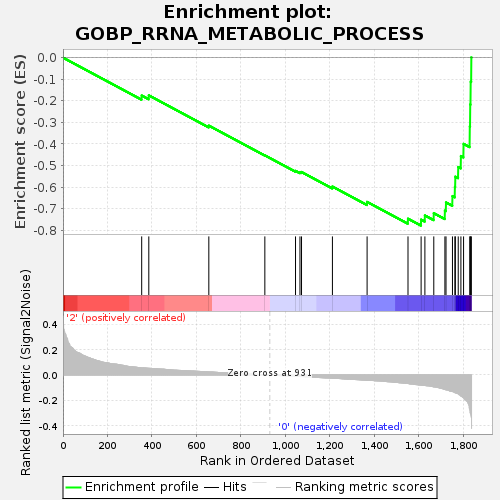 Enrichment plot:
GOBP_RRNA_METABOLIC_PROCESS
Enrichment score (ES)
0.0
-0.1
-0.2
-0.3
-0.4
-0.5
-0.6
-0.7
-0.8
'2' (positively correlated)
Ranked list metric (Signal2Noise)
0.4
0.2
0.0
-0.2
-0.4
Zero cross at 931
'0' (negatively correlated)
0 200 400 600 800 1,000 1,200 1,400 1,600 1,800
Rank in Ordered Dataset
Enrichment profile Hits Ranking metric scores